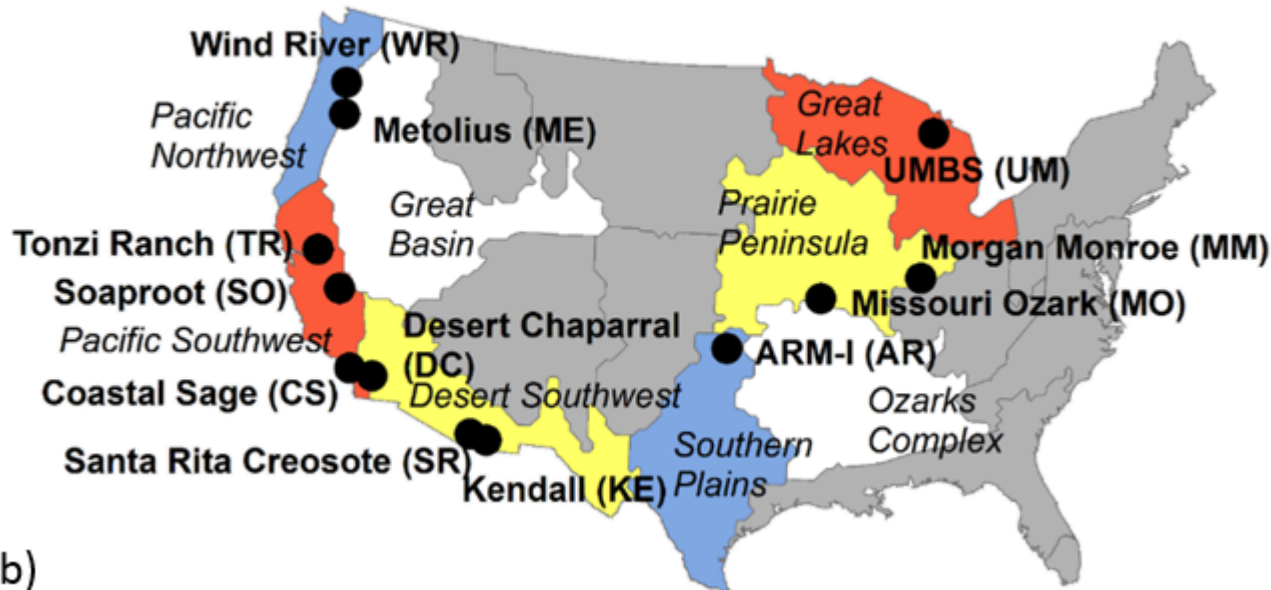 Wind River (WR)
Pacific
Northwest
Metolius (ME)
Great
Lakes
UMBS (UM)
Great
Basin
Prairie
Peninsula
Tonzi Ranch (TR)
Morgan Monroe (MM)
Soaproot (SO)
Missouri Ozark (MO)
Pacific Southwest
Desert Chaparral
(DC)
ARM-I (AR)
Coastal Sage (CS)
Desert Southwest
Ozarks
Complex
Santa Rita Creosote (SR)
Southern
Plains
Kendall (KE)
b)